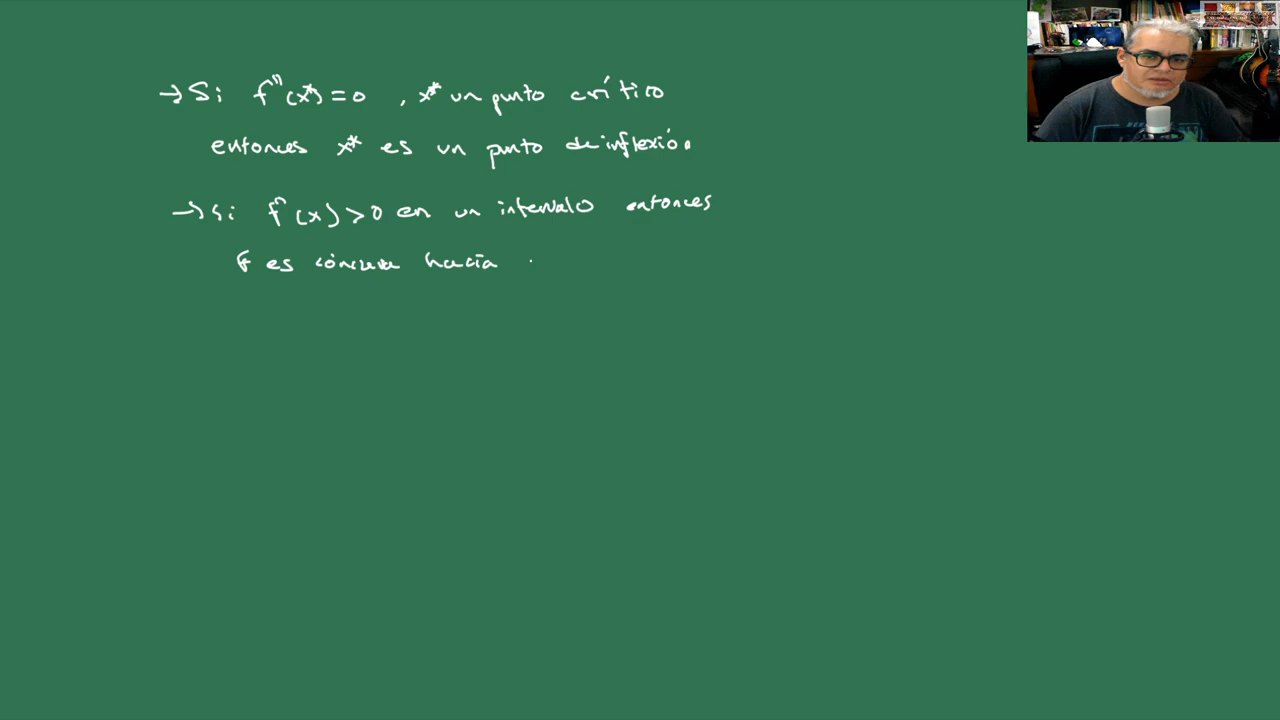 → Si f''(x*) = 0 , x* un punto crítico
entonces x* es un punto de inflexión
→ Si f''(x) > 0 en un intervalo entonces
f es cóncava hacia